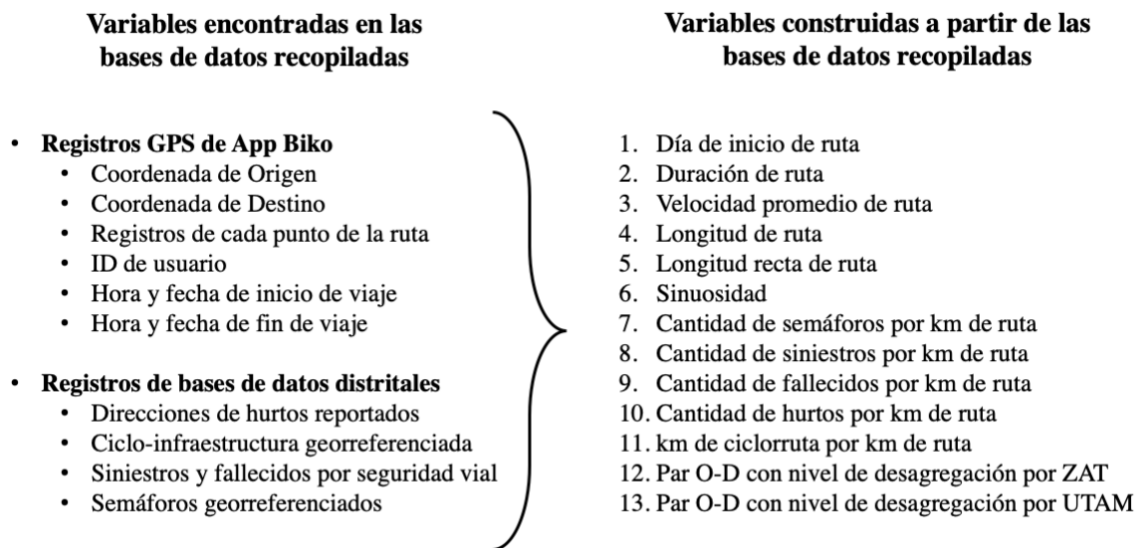 Variables encontradas en las
bases de datos recopiladas
• Registros GPS de App Biko
• Coordenada de Origen
• Coordenada de Destino
• Registros de cada punto de la ruta
• ID de usuario
• Hora y fecha de inicio de viaje
• Hora y fecha de fin de viaje
• Registros de bases de datos distritales
• Direcciones de hurtos reportados
• Ciclo-infraestructura georreferenciada
• Siniestros y fallecidos por seguridad vial
• Semáforos georreferenciados
Variables construidas a partir de las
bases de datos recopiladas
1. Día de inicio de ruta
2. Duración de ruta
3. Velocidad promedio de ruta
4. Longitud de ruta
5. Longitud recta de ruta
6. Sinuosidad
7. Cantidad de semáforos por km de ruta
8. Cantidad de siniestros por km de ruta
9. Cantidad de fallecidos por km de ruta
10. Cantidad de hurtos por km de ruta
11. km de ciclorruta por km de ruta
12. Par O-D con nivel de desagregación por ZAT
13. Par O-D con nivel de desagregación por UTAM